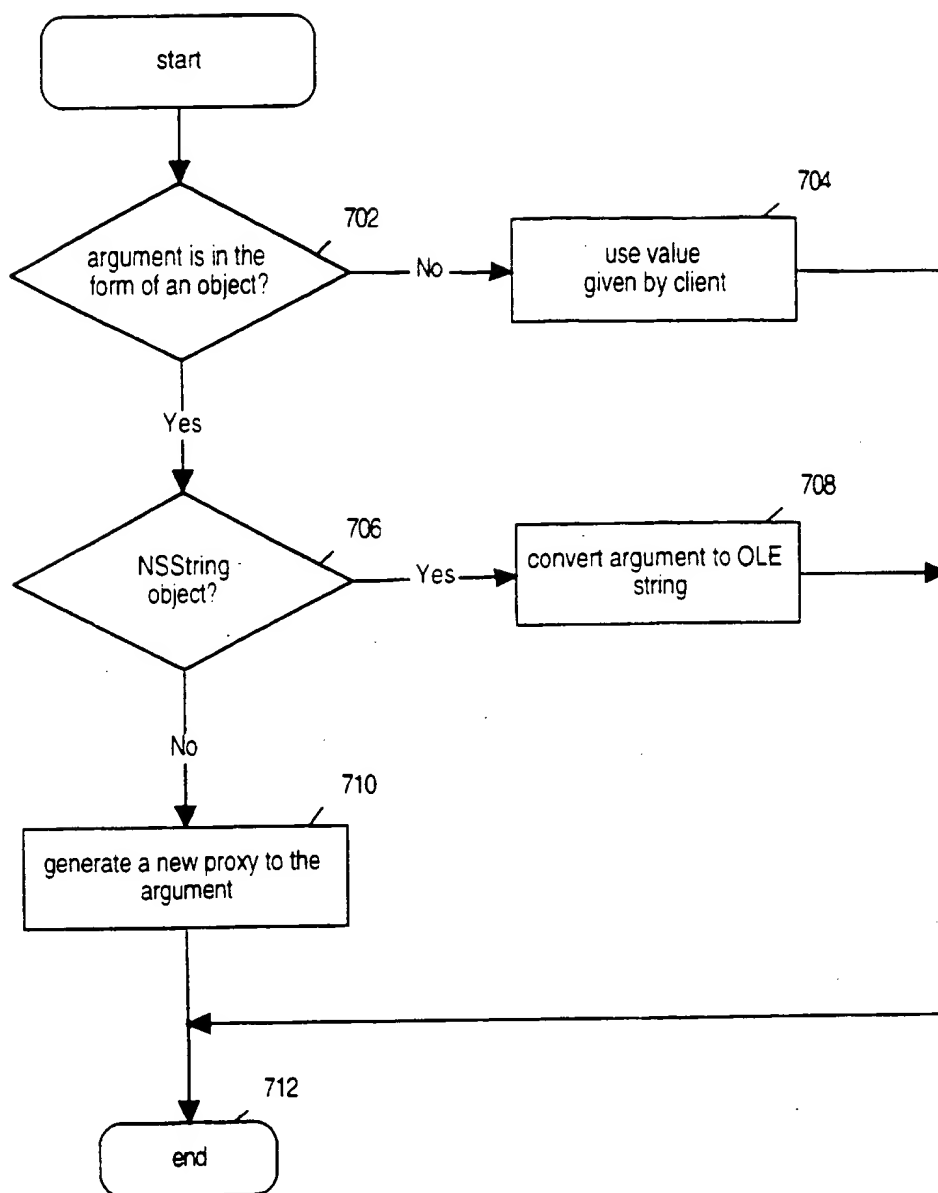 start
702
argument is in the
form of an object?
No
704
use value
given by client
Yes
706
NSString
object?
Yes
708
convert argument to OLE
string
No
710
generate a new proxy to the
argument
712
end